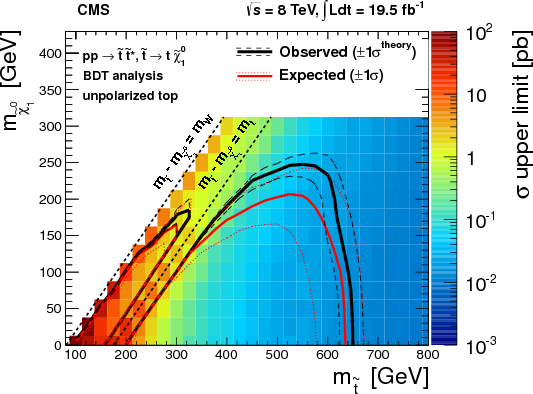 CMS √s = 8 TeV, ∫Ldt = 19.5 fb⁻¹
pp → t̃ t̃*, t̃ → t χ̃⁰₁
BDT analysis
unpolarized top
Observed (±1σ^theory)
Expected (±1σ)
m_t̃ - m_χ̃⁰₁ = m_W
m_t̃ - m_χ̃⁰₁ = m_t
m_χ̃⁰₁ [GeV]
400
350
300
250
200
150
100
50
0
100 200 300 400 500 600 700 800
m_t̃ [GeV]
10²
10
1
10⁻¹
10⁻²
10⁻³
σ upper limit [pb]